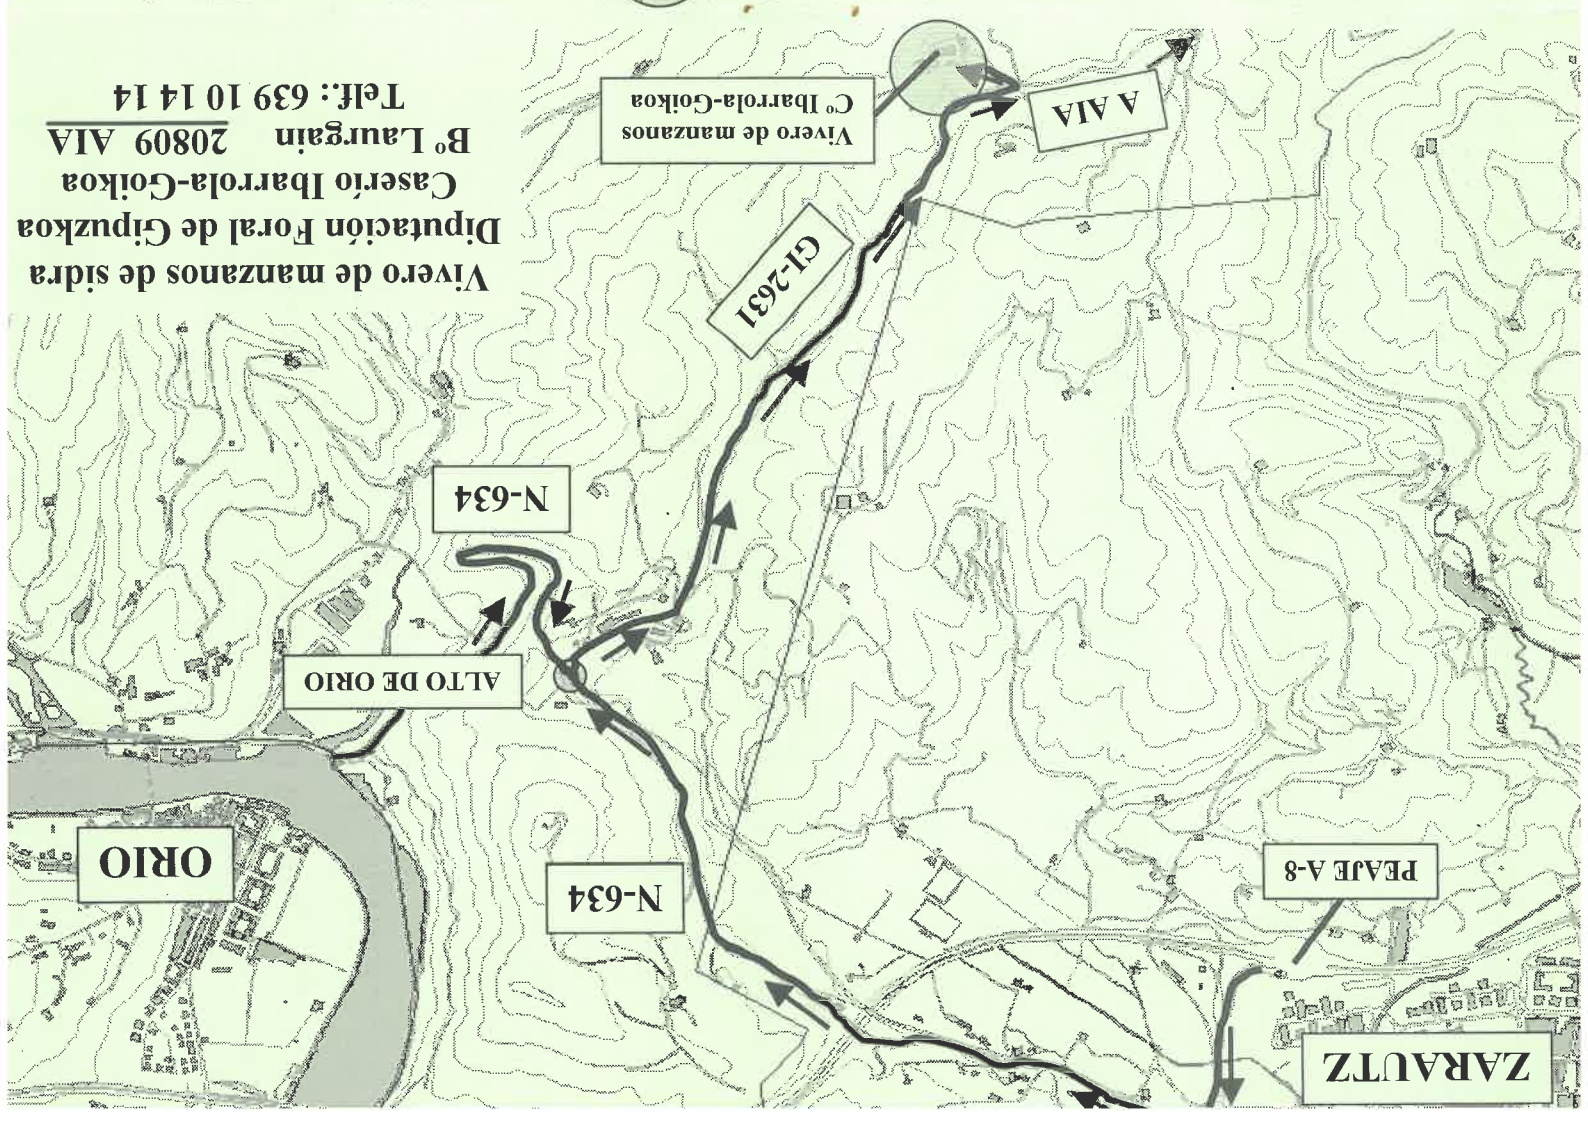 ZARAUTZ
PEAJE A-8
N-634
ORIO
ALTO DE ORIO
N-634
GI-2631
A AIA
Vivero de manzanos
Cº Ibarrola-Goikoa
Vivero de manzanos de sidra
Diputación Foral de Gipuzkoa
Caserío Ibarrola-Goikoa
Bº Laurgain 20809 AIA
Telf.: 639 10 14 14